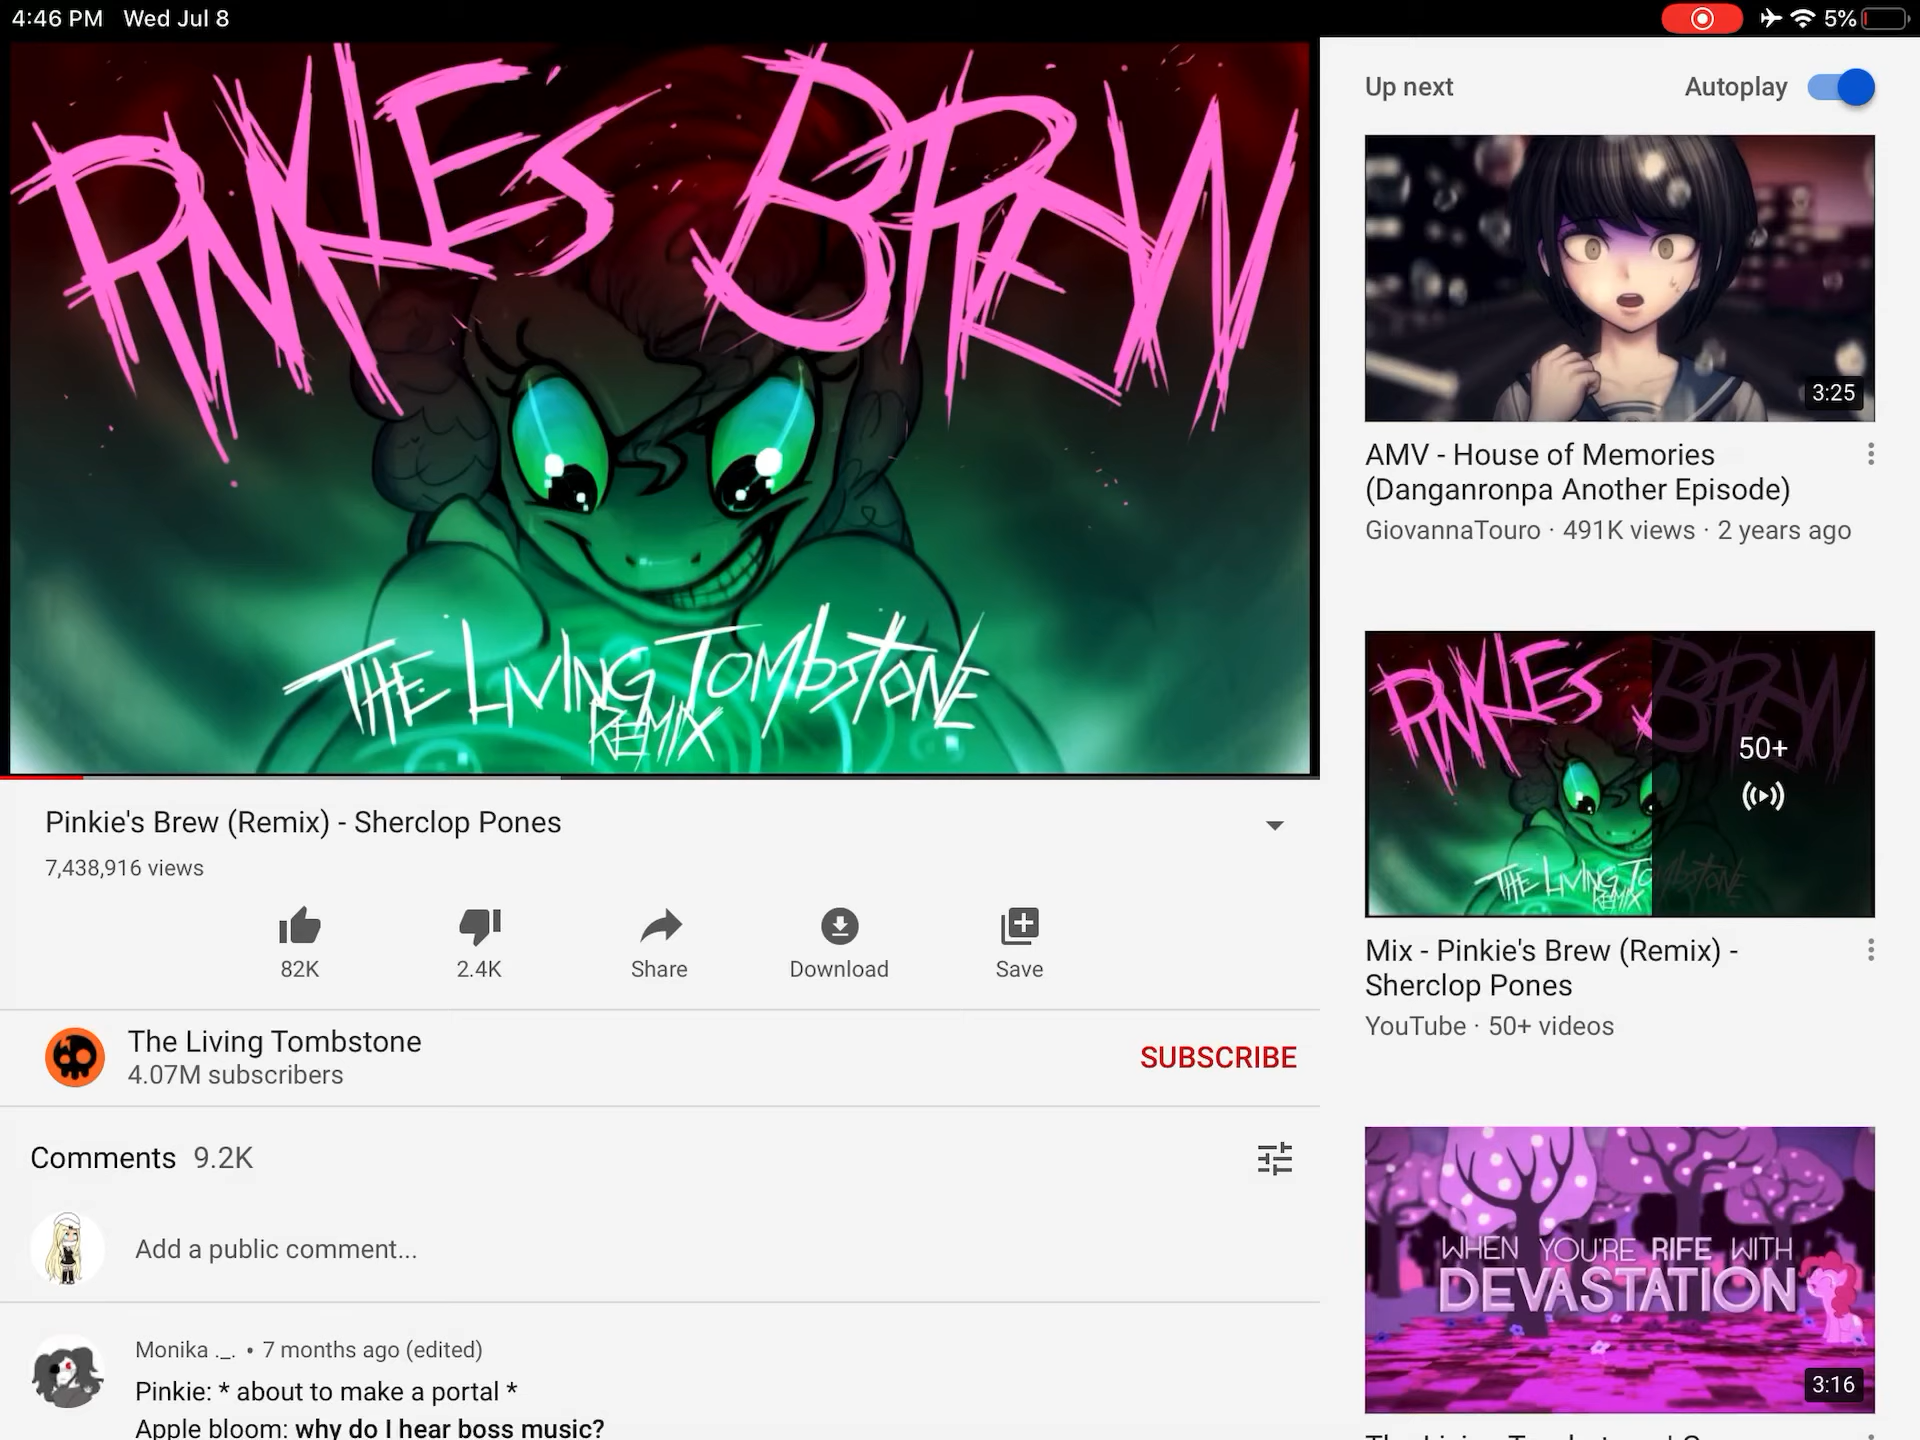 4:46 PM Wed Jul 8
5%
PINKIE'S BREW
THE LIVING TOMBSTONE
REMIX
Pinkie's Brew (Remix) - Sherclop Pones
7,438,916 views
82K
2.4K
Share
Download
Save
The Living Tombstone
4.07M subscribers
SUBSCRIBE
Comments 9.2K
Add a public comment...
Monika ._. • 7 months ago (edited)
Pinkie: * about to make a portal *
Apple bloom: why do I hear boss music?
Up next
Autoplay
3:25
AMV - House of Memories
(Danganronpa Another Episode)
GiovannaTouro · 491K views · 2 years ago
PINKIE'S BREW
50+
THE LIVING TOMBSTONE
REMIX
Mix - Pinkie's Brew (Remix) -
Sherclop Pones
YouTube · 50+ videos
WHEN YOU'RE RIFE WITH
DEVASTATION
3:16